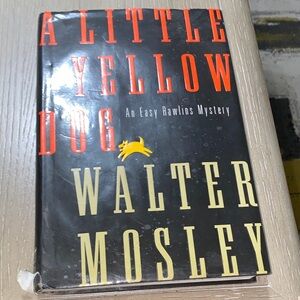 A LITTLE
YELLOW
DOG
An Easy Rawlins Mystery
WALTER
MOSLEY